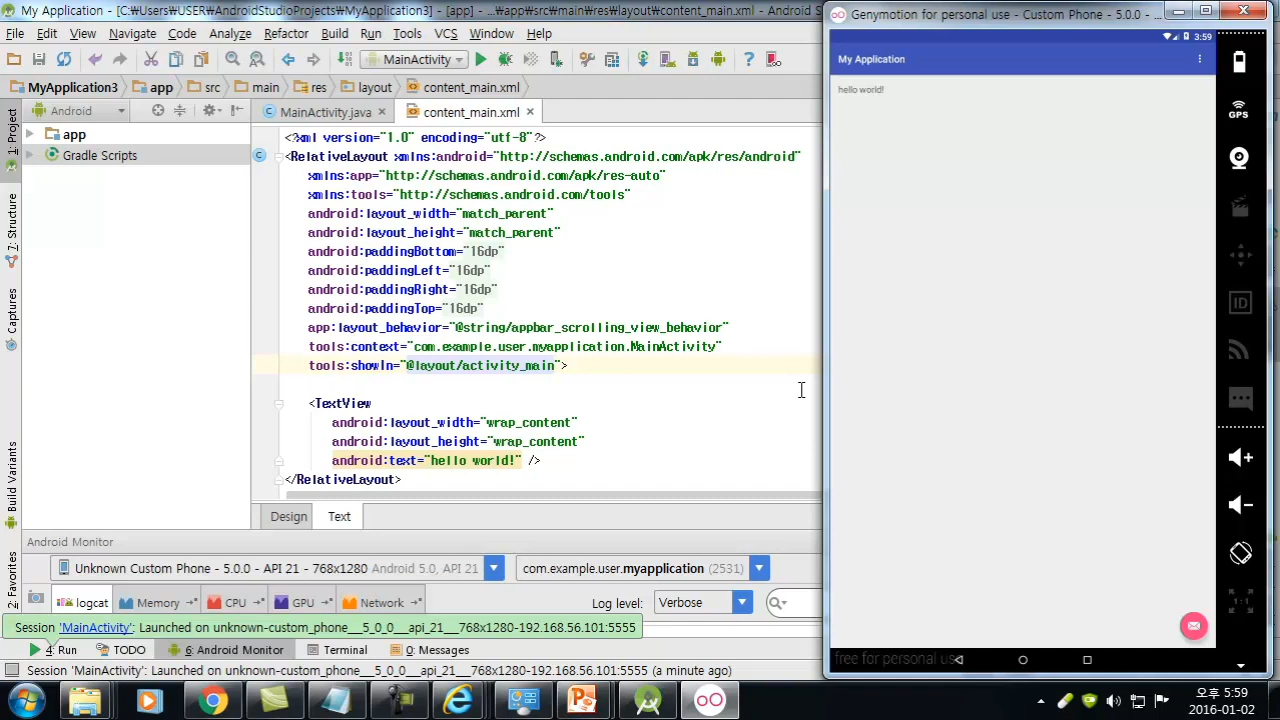 My Application - [C:₩Users₩USER₩AndroidStudioProjects₩MyApplication3] - [app] - ...₩app₩src₩main₩res₩layout₩content_main.xml - Android S
File Edit View Navigate Code Analyze Refactor Build Run Tools VCS Window Help
MainActivity
MyApplication3 app src main res layout content_main.xml
Android
MainActivity.java content_main.xml
1: Project
7: Structure
Captures
Build Variants
2: Favorites
app
Gradle Scripts
<?xml version="1.0" encoding="utf-8"?>
<RelativeLayout xmlns:android="http://schemas.android.com/apk/res/android"
xmlns:app="http://schemas.android.com/apk/res-auto"
xmlns:tools="http://schemas.android.com/tools"
android:layout_width="match_parent"
android:layout_height="match_parent"
android:paddingBottom="16dp"
android:paddingLeft="16dp"
android:paddingRight="16dp"
android:paddingTop="16dp"
app:layout_behavior="@string/appbar_scrolling_view_behavior"
tools:context="com.example.user.myapplication.MainActivity"
tools:showIn="@layout/activity_main">
<TextView
android:layout_width="wrap_content"
android:layout_height="wrap_content"
android:text="hello world!" />
</RelativeLayout>
Design Text
Android Monitor
Unknown Custom Phone - 5.0.0 - API 21 - 768x1280 Android 5.0, API 21
com.example.user.myapplication (2531)
logcat Memory CPU GPU Network
Log level: Verbose
Session 'MainActivity': Launched on unknown-custom_phone__5_0_0__api_21__768x1280-192.168.56.101:5555
4: Run TODO 6: Android Monitor Terminal 0: Messages
Session 'MainActivity': Launched on unknown-custom_phone__5_0_0__api_21__768x1280-192.168.56.101:5555 (a minute ago)
Genymotion for personal use - Custom Phone - 5.0.0 - ...
3:59
My Application
hello world!
GPS
ID
1:1
free for personal use
오후 5:59
2016-01-02